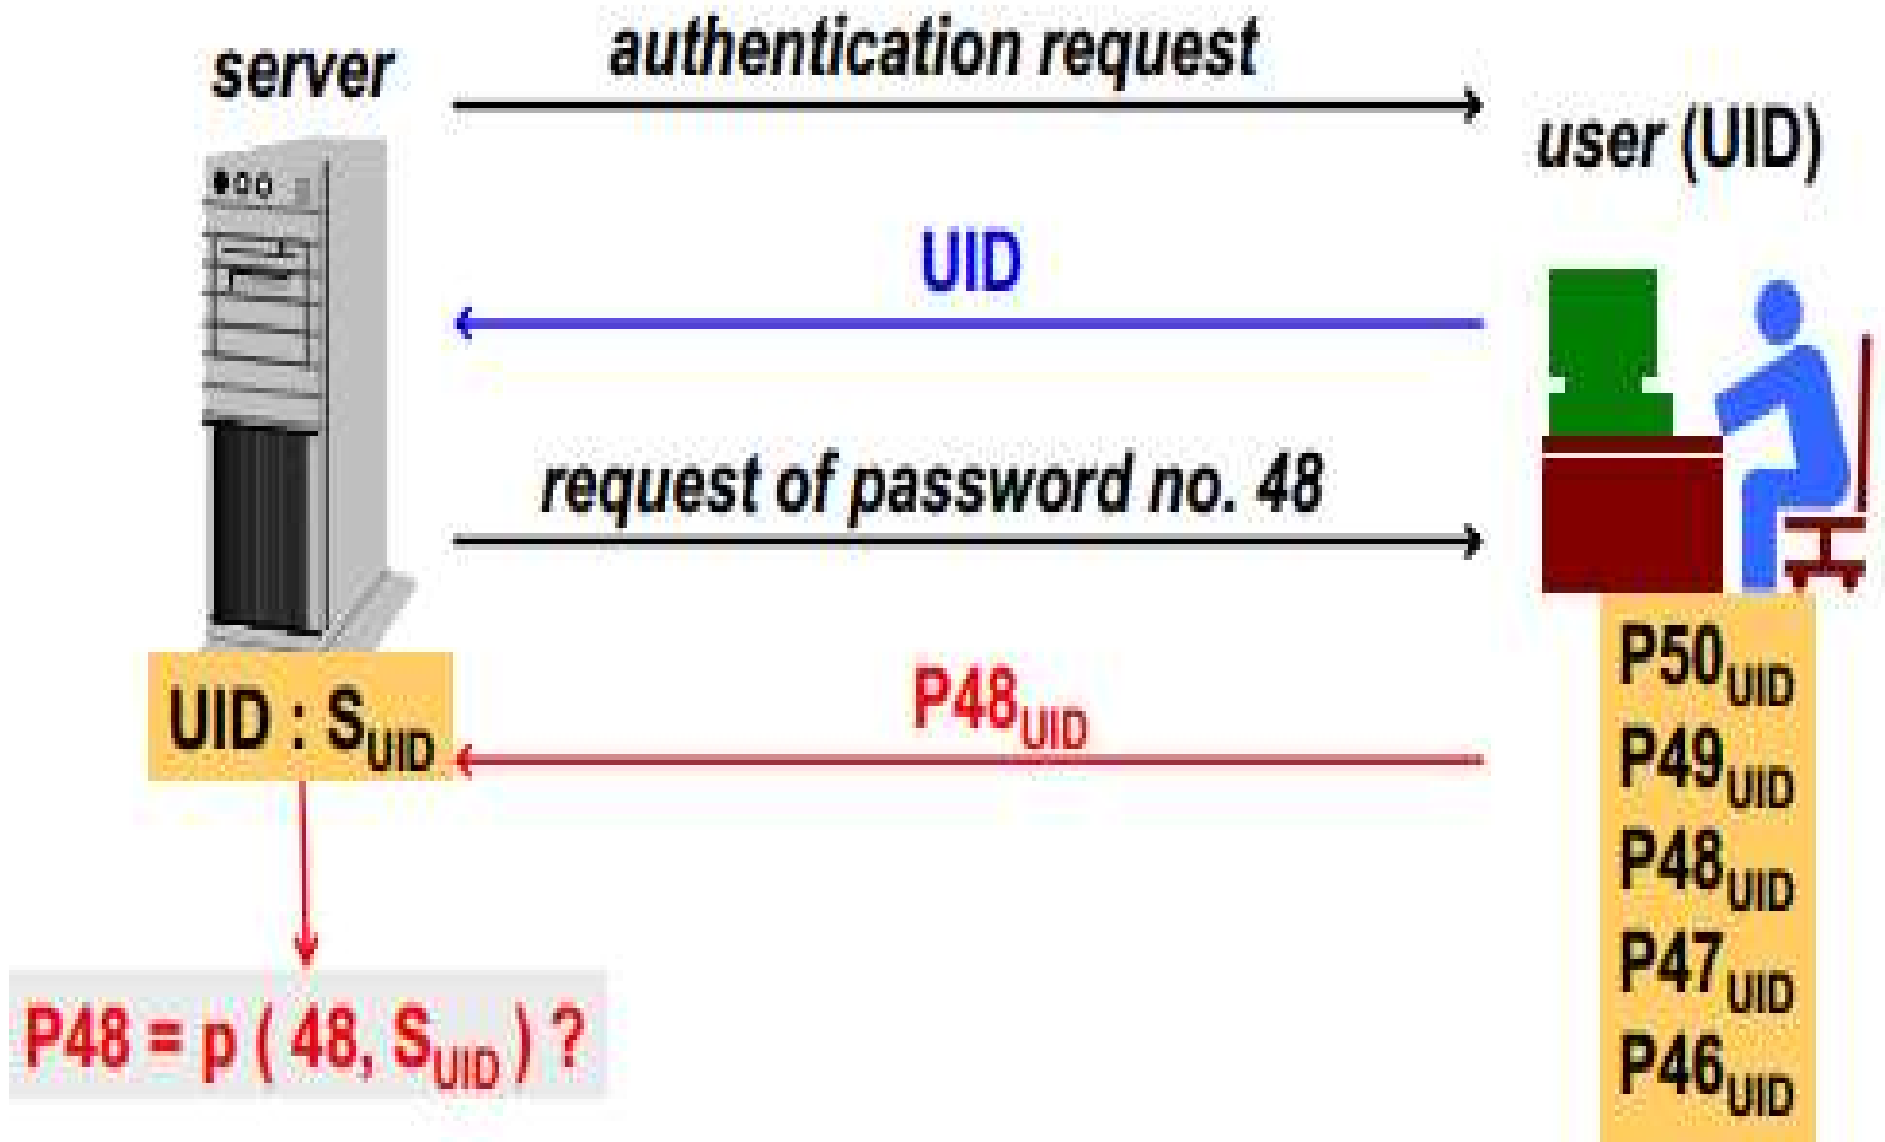 server
authentication request
user (UID)
UID
request of password no. 48
UID : SUID
P48UID
P50UID
P49UID
P48UID
P47UID
P46UID
P48 = p ( 48, SUID ) ?